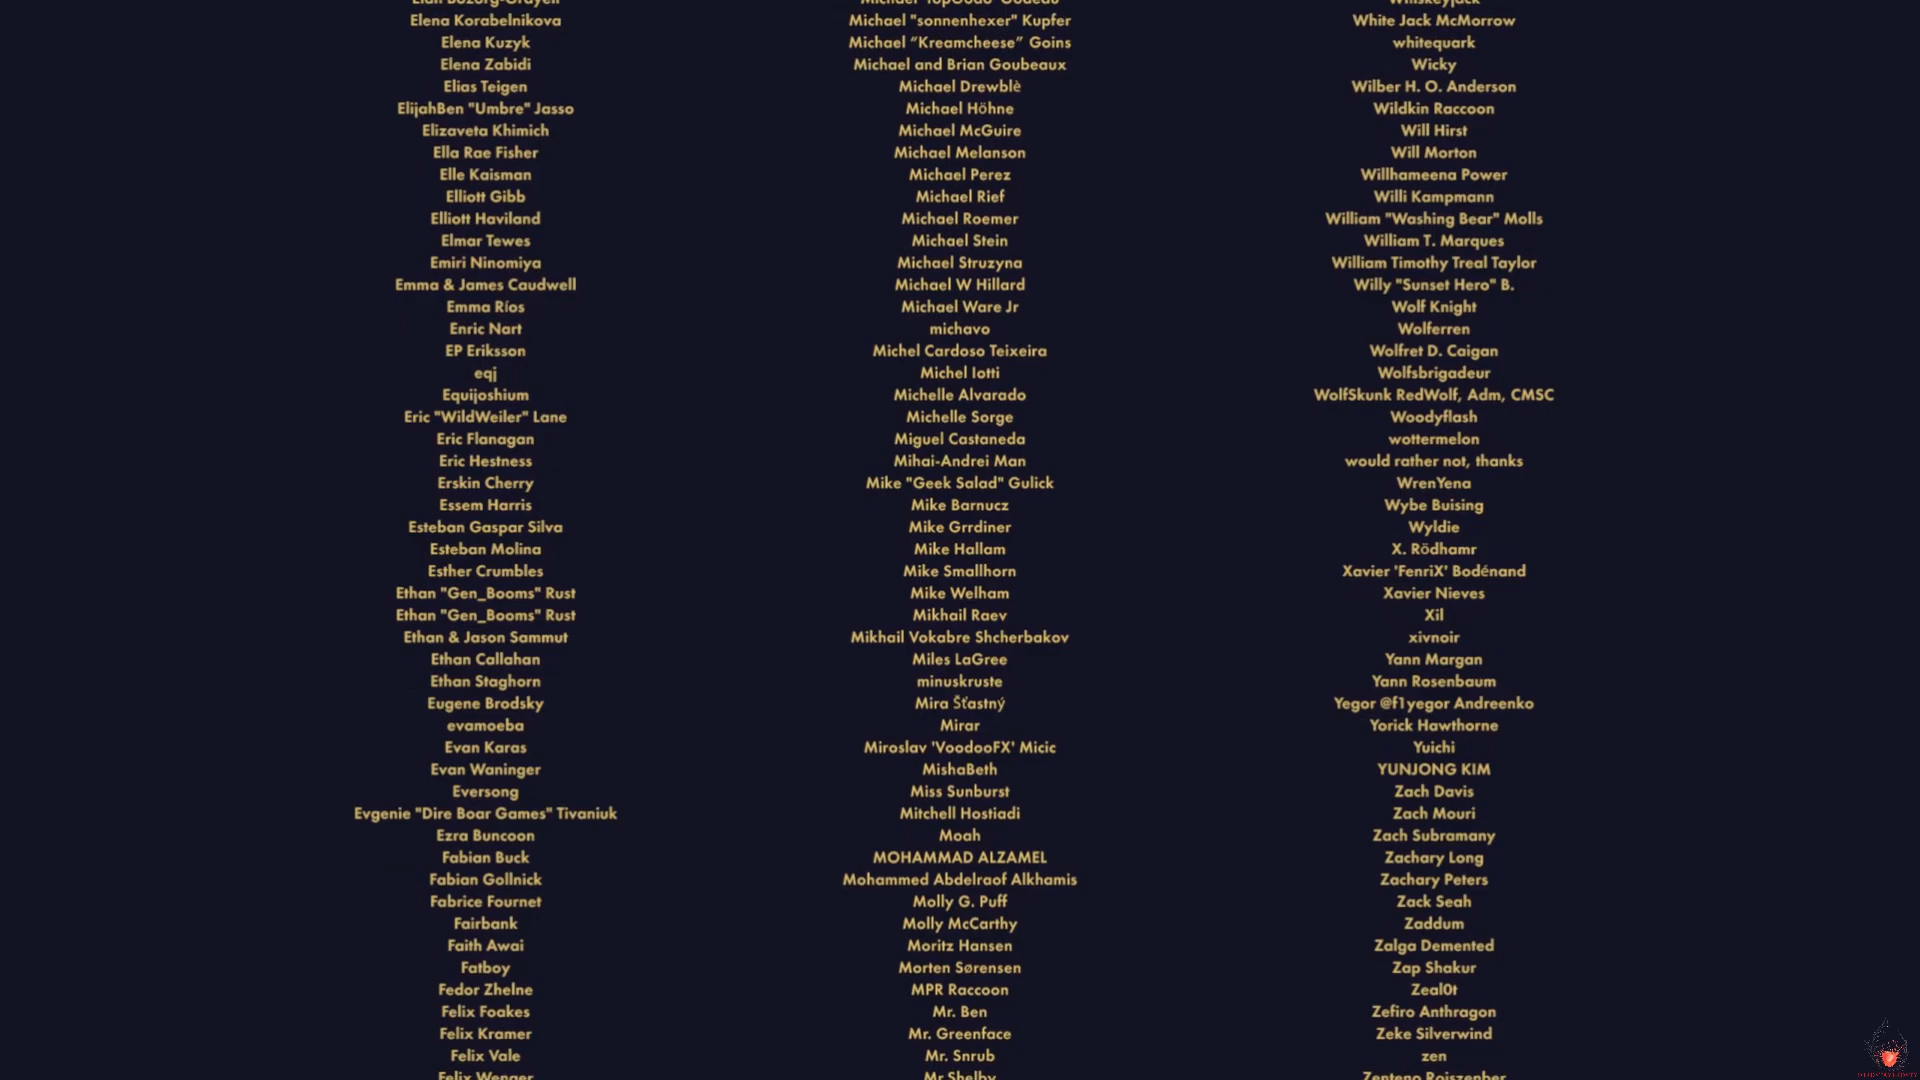 Elena Korabelnikova
Elena Kuzyk
Elena Zabidi
Elias Teigen
ElijahBen "Umbre" Jasso
Elizaveta Khimich
Ella Rae Fisher
Elle Kaisman
Elliott Gibb
Elliott Haviland
Elmar Tewes
Emiri Ninomiya
Emma & James Caudwell
Emma Ríos
Enric Nart
EP Eriksson
eqj
Equijoshium
Eric "WildWeiler" Lane
Eric Flanagan
Eric Hestness
Erskin Cherry
Essem Harris
Esteban Gaspar Silva
Esteban Molina
Esther Crumbles
Ethan "Gen_Booms" Rust
Ethan "Gen_Booms" Rust
Ethan & Jason Sammut
Ethan Callahan
Ethan Staghorn
Eugene Brodsky
evamoeba
Evan Karas
Evan Waninger
Eversong
Evgenie "Dire Boar Games" Tivaniuk
Ezra Buncoon
Fabian Buck
Fabian Gollnick
Fabrice Fournet
Fairbank
Faith Awai
Fatboy
Fedor Zhelne
Felix Foakes
Felix Kramer
Felix Vale
Felix Wenger
Michael "sonnenhexer" Kupfer
Michael “Kreamcheese” Goins
Michael and Brian Goubeaux
Michael Drewblè
Michael Höhne
Michael McGuire
Michael Melanson
Michael Perez
Michael Rief
Michael Roemer
Michael Stein
Michael Struzyna
Michael W Hillard
Michael Ware Jr
michavo
Michel Cardoso Teixeira
Michel Iotti
Michelle Alvarado
Michelle Sorge
Miguel Castaneda
Mihai-Andrei Man
Mike "Geek Salad" Gulick
Mike Barnucz
Mike Grrdiner
Mike Hallam
Mike Smallhorn
Mike Welham
Mikhail Raev
Mikhail Vokabre Shcherbakov
Miles LaGree
minuskruste
Mira Šťastný
Mirar
Miroslav 'VoodooFX' Micic
MishaBeth
Miss Sunburst
Mitchell Hostiadi
Moah
MOHAMMAD ALZAMEL
Mohammed Abdelraof Alkhamis
Molly G. Puff
Molly McCarthy
Moritz Hansen
Morten Sørensen
MPR Raccoon
Mr. Ben
Mr. Greenface
Mr. Snrub
Mr Shelby
Whiskeyjack
White Jack McMorrow
whitequark
Wicky
Wilber H. O. Anderson
Wildkin Raccoon
Will Hirst
Will Morton
Willhameena Power
Willi Kampmann
William "Washing Bear" Molls
William T. Marques
William Timothy Treal Taylor
Willy "Sunset Hero" B.
Wolf Knight
Wolferren
Wolfret D. Caigan
Wolfsbrigadeur
WolfSkunk RedWolf, Adm, CMSC
Woodyflash
wottermelon
would rather not, thanks
WrenYena
Wybe Buising
Wyldie
X. Rödhamr
Xavier 'FenriX' Bodénand
Xavier Nieves
Xil
xivnoir
Yann Margan
Yann Rosenbaum
Yegor @f1yegor Andreenko
Yorick Hawthorne
Yuichi
YUNJONG KIM
Zach Davis
Zach Mouri
Zach Subramany
Zachary Long
Zachary Peters
Zack Seah
Zaddum
Zalga Demented
Zap Shakur
Zeal0t
Zefiro Anthragon
Zeke Silverwind
zen